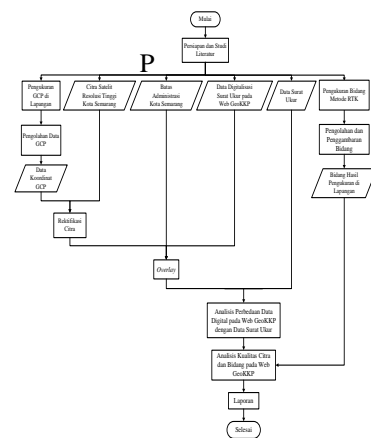 Mulai
Persiapan dan Studi
Literatur
P
Pengukuran
GCP di
Lapangan
Citra Satelit
Resolusi Tinggi
Kota Semarang
Batas
Administrasi
Kota Semarang
Data Digitalisasi
Surat Ukur pada
Web GeoKKP
Data Surat
Ukur
Pengukuran Bidang
Metode RTK
Pengolahan Data
GCP
Pengolahan dan
Penggambaran
Bidang
Data
Koordinat
GCP
Bidang Hasil
Pengukuran di
Lapangan
Rektifikasi
Citra
Overlay
Analisis Perbedaan Data
Digital pada Web GeoKKP
dengan Data Surat Ukur
Analisis Kualitas Citra
dan Bidang pada Web
GeoKKP
Laporan
Selesai